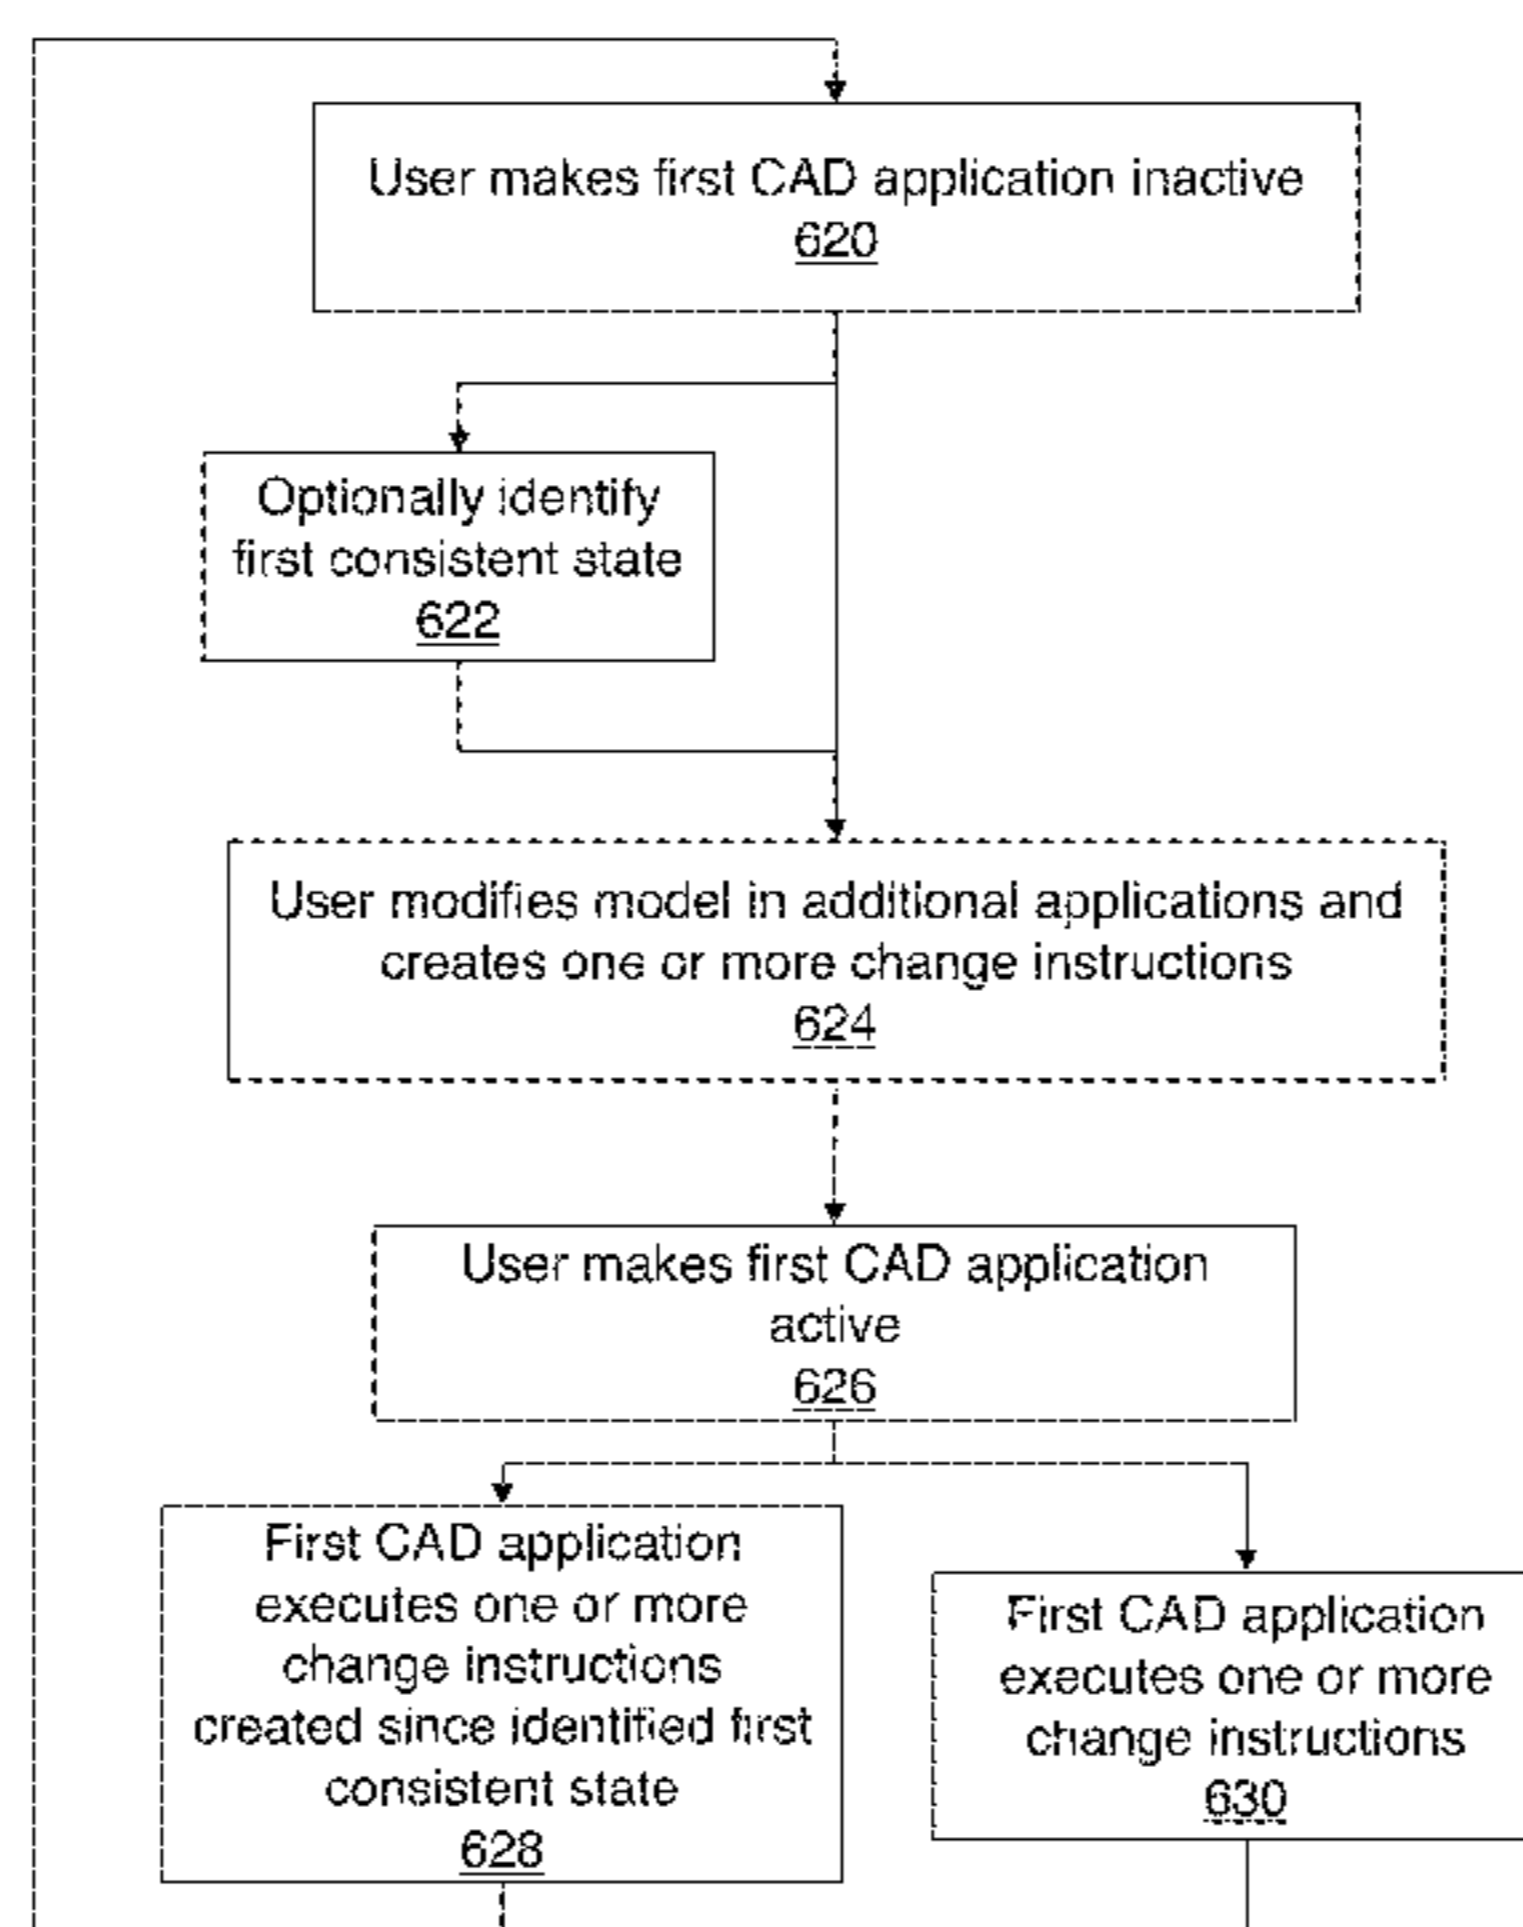 User makes first CAD application inactive
620
Optionally identify
first consistent state
622
User modifies model in additional applications and
creates one or more change instructions
624
User makes first CAD application
active
626
First CAD application
executes one or more
change instructions
created since identified first
consistent state
628
First CAD application
executes one or more
change instructions
630